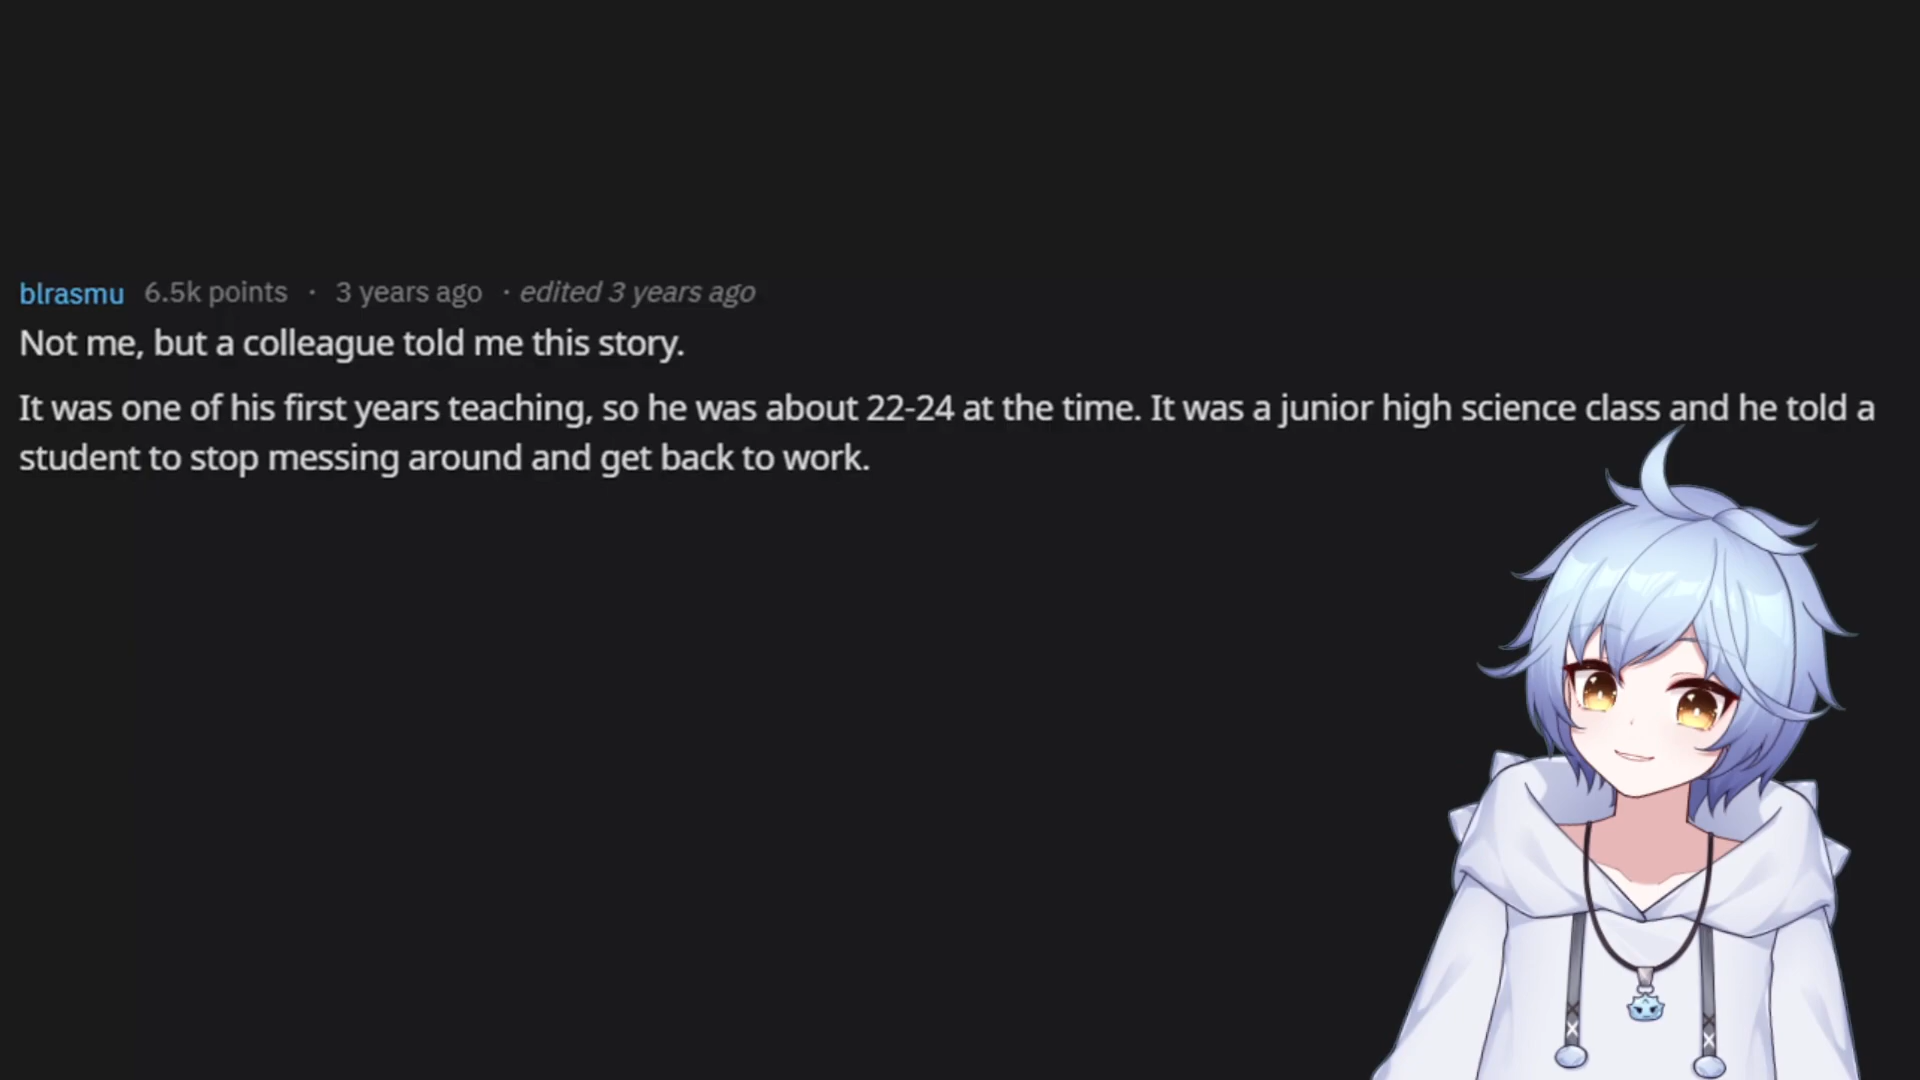 blrasmu 6.5k points · 3 years ago · edited 3 years ago
Not me, but a colleague told me this story.
It was one of his first years teaching, so he was about 22-24 at the time. It was a junior high science class and he told a
student to stop messing around and get back to work.